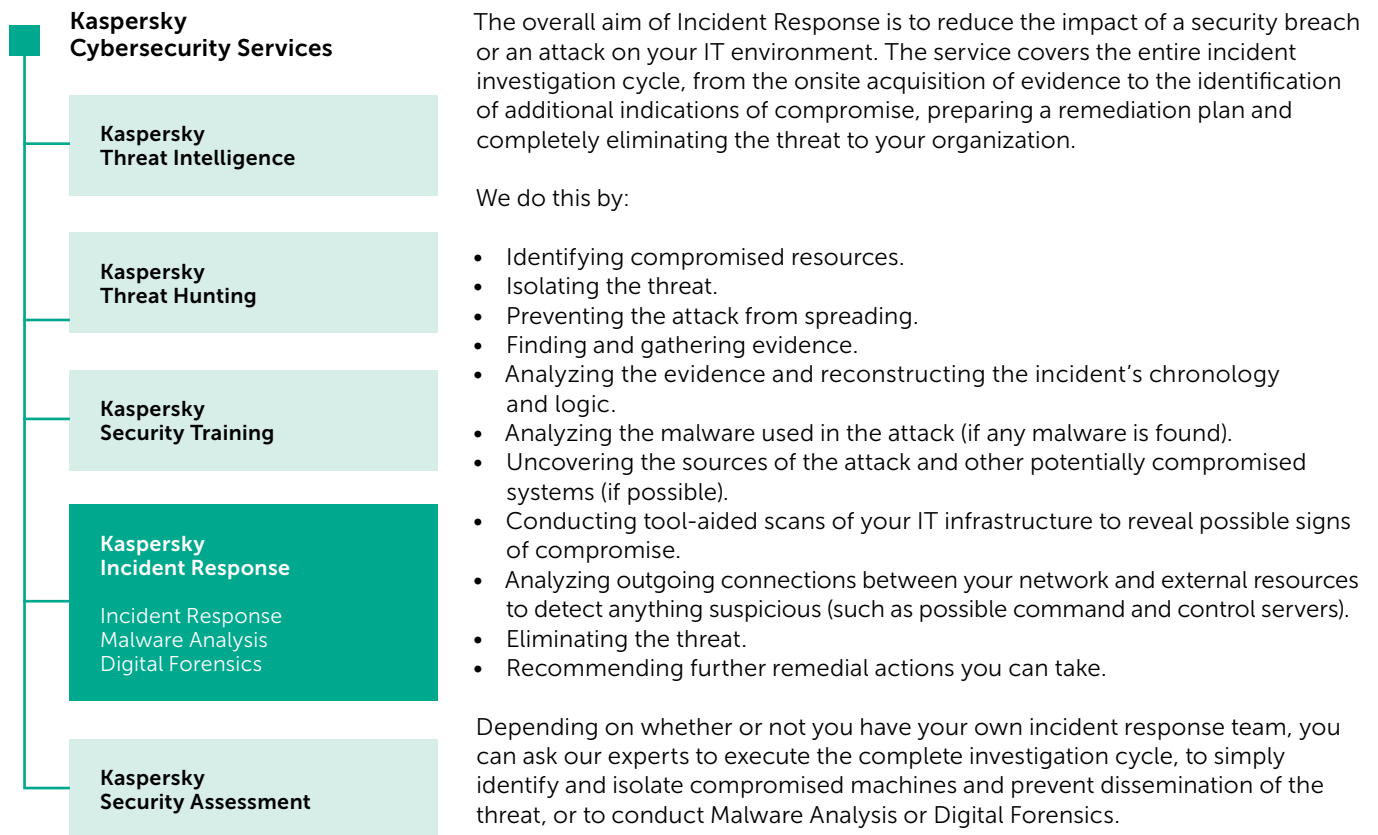 Kaspersky
Cybersecurity Services
Kaspersky
Threat Intelligence
Kaspersky
Threat Hunting
Kaspersky
Security Training
Kaspersky
Incident Response
Incident Response
Malware Analysis
Digital Forensics
Kaspersky
Security Assessment
The overall aim of Incident Response is to reduce the impact of a security breach
or an attack on your IT environment. The service covers the entire incident
investigation cycle, from the onsite acquisition of evidence to the identification
of additional indications of compromise, preparing a remediation plan and
completely eliminating the threat to your organization.
We do this by:
• Identifying compromised resources.
• Isolating the threat.
• Preventing the attack from spreading.
• Finding and gathering evidence.
• Analyzing the evidence and reconstructing the incident's chronology
and logic.
• Analyzing the malware used in the attack (if any malware is found).
• Uncovering the sources of the attack and other potentially compromised
systems (if possible).
• Conducting tool-aided scans of your IT infrastructure to reveal possible signs
of compromise.
• Analyzing outgoing connections between your network and external resources
to detect anything suspicious (such as possible command and control servers).
• Eliminating the threat.
• Recommending further remedial actions you can take.
Depending on whether or not you have your own incident response team, you
can ask our experts to execute the complete investigation cycle, to simply
identify and isolate compromised machines and prevent dissemination of the
threat, or to conduct Malware Analysis or Digital Forensics.